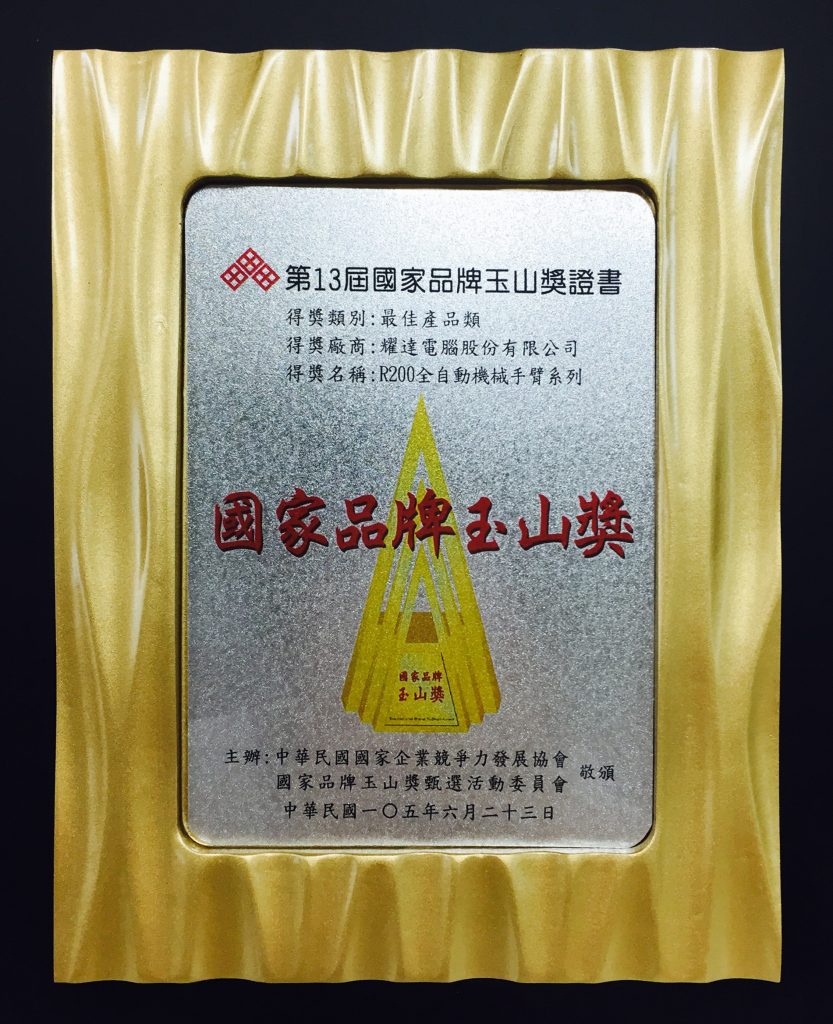 第13屆國家品牌玉山獎證書
得獎類別:最佳產品類
得獎廠商:耀達電腦股份有限公司
得獎名稱:R200全自動機械手臂系列
國家品牌玉山獎
國家品牌
玉山獎
主辦:中華民國國家企業競爭力發展協會
國家品牌玉山獎甄選活動委員會
敬頒
中華民國一〇五年六月二十三日